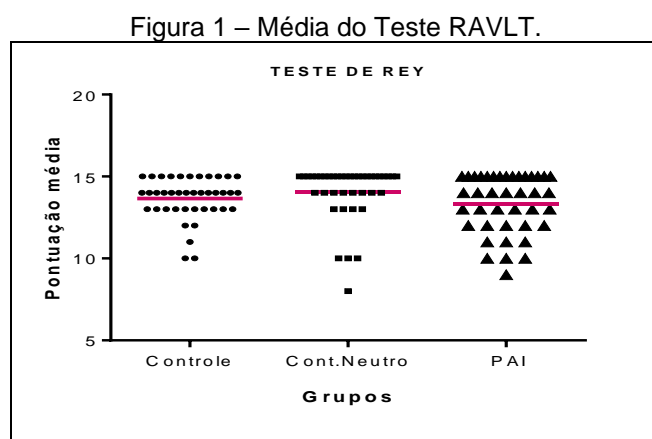 Figura 1 – Média do Teste RAVLT.
TESTE DE REY
Pontuação média
20
15
10
5
Controle Cont.Neutro PAI
Grupos